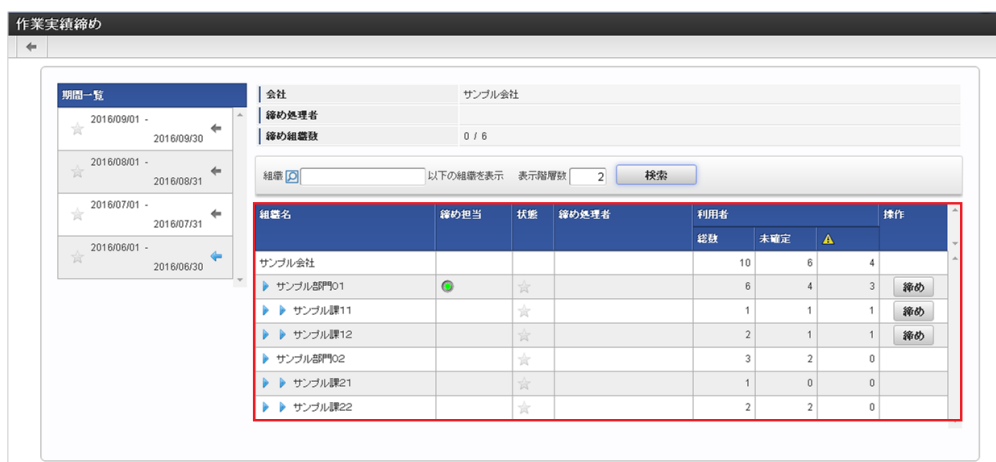 作業実績締め
期間一覧
2016/09/01 -
2016/09/30
2016/08/01 -
2016/08/31
2016/07/01 -
2016/07/31
2016/06/01 -
2016/06/30
会社 サンプル会社
締め処理者
締め組織数 0 / 6
組織 以下の組織を表示 表示階層数 2 検索
組織名 締め担当 状態 締め処理者 利用者 操作
総数 未確定
サンプル会社 10 6 4
サンプル部門01 6 4 3 締め
サンプル課11 1 1 1 締め
サンプル課12 2 1 1 締め
サンプル部門02 3 2 0
サンプル課21 1 0 0
サンプル課22 2 2 0